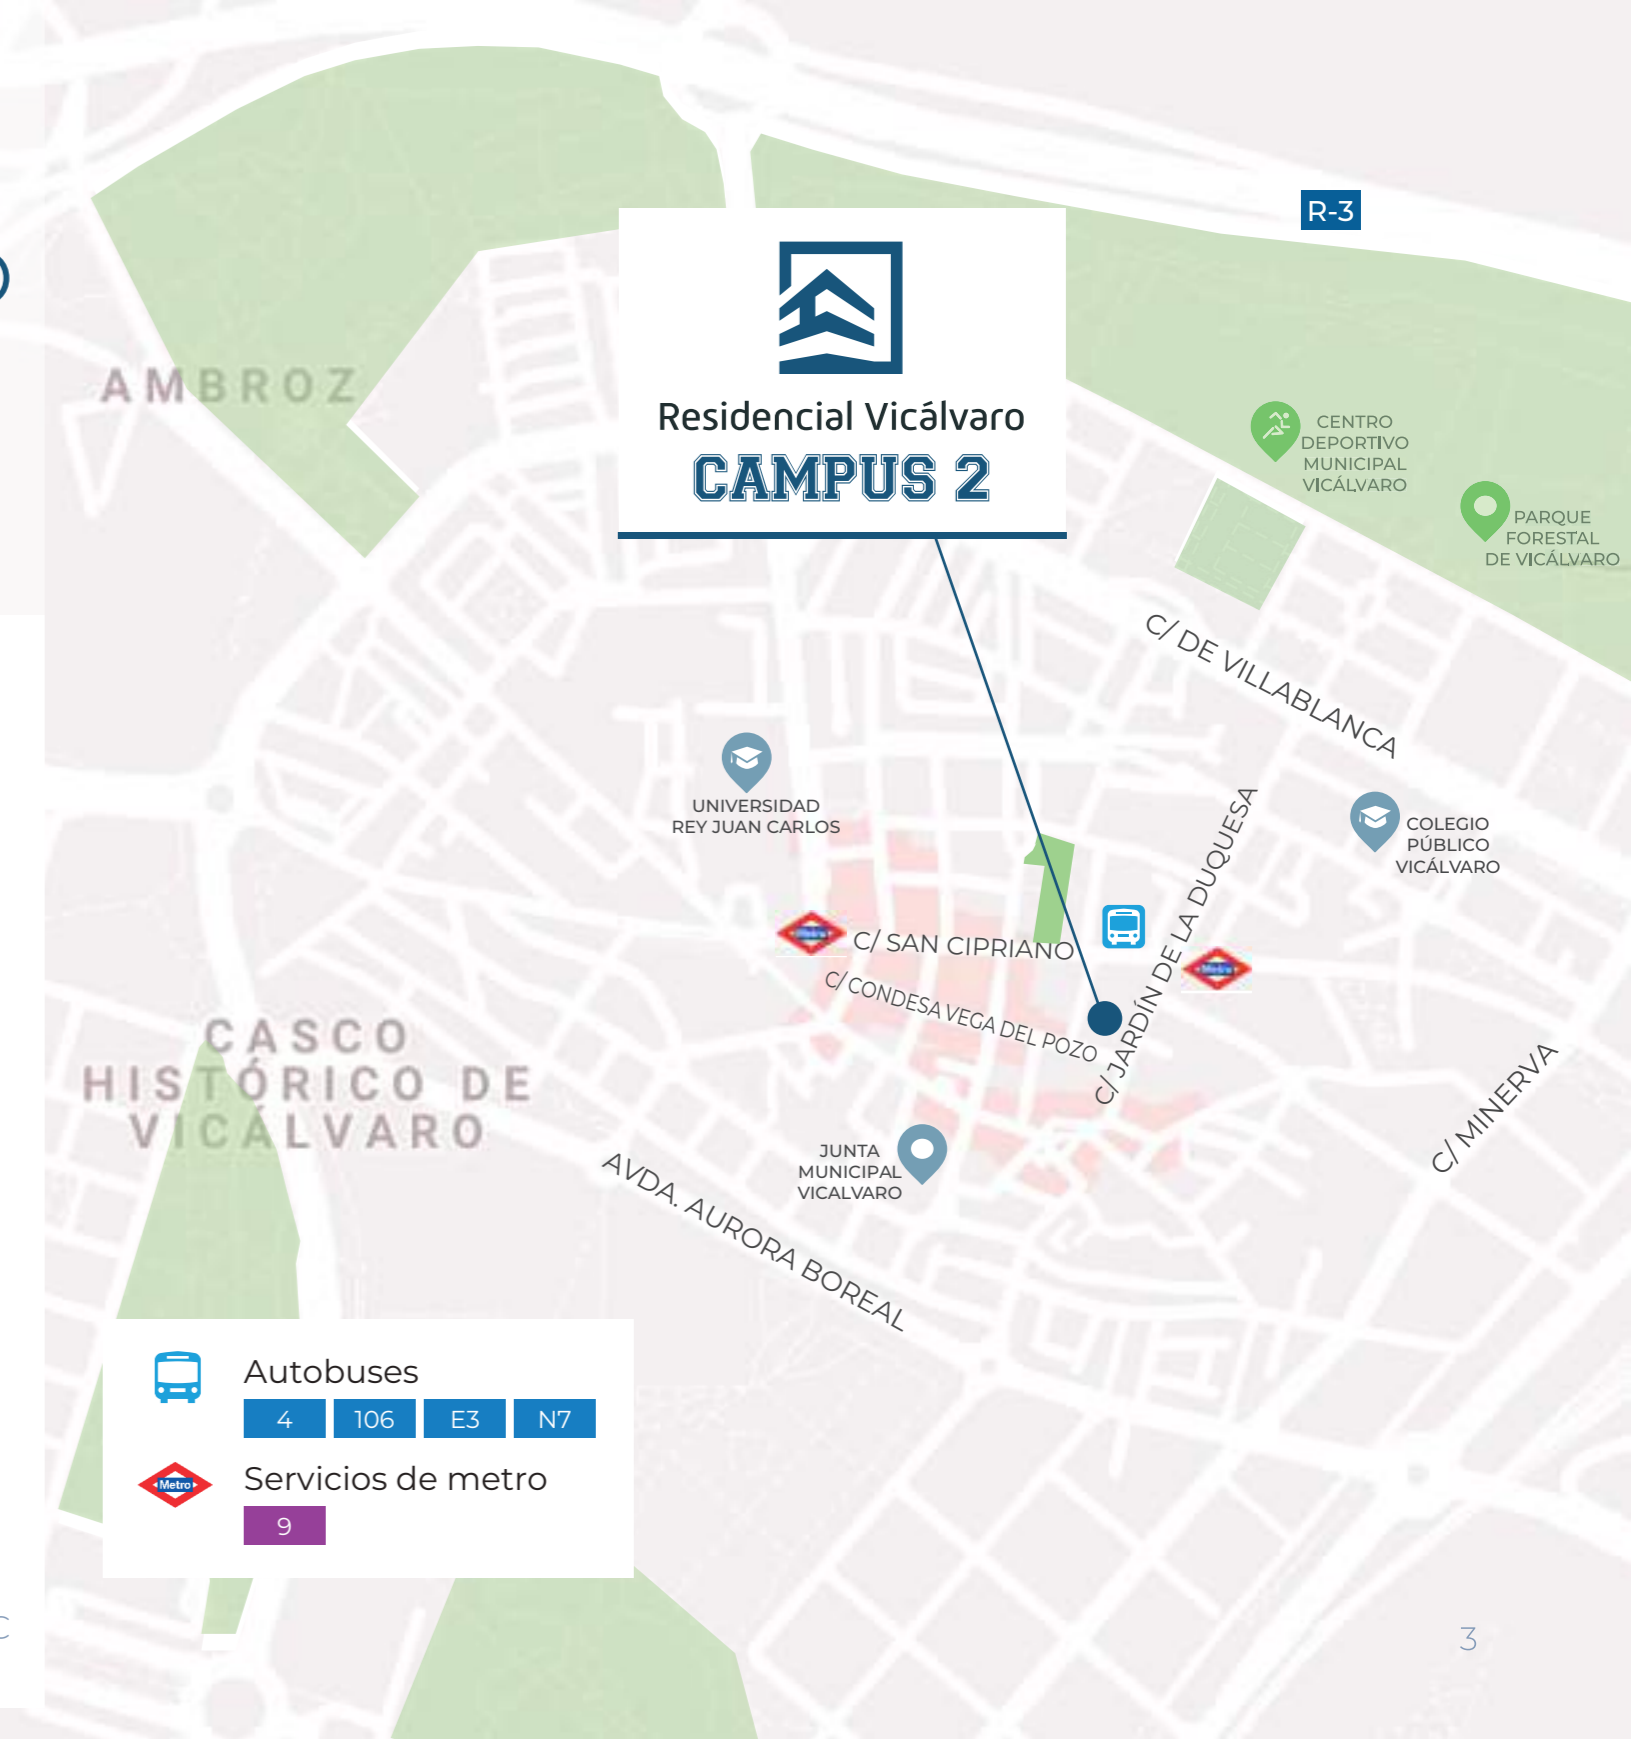 R-3
AMBROZ
Residencial Vicálvaro
CAMPUS 2
CENTRO
DEPORTIVO
MUNICIPAL
VICÁLVARO
PARQUE
FORESTAL
DE VICÁLVARO
C/ DE VILLABLANCA
UNIVERSIDAD
REY JUAN CARLOS
COLEGIO
PÚBLICO
VICÁLVARO
C/ JARDÍN DE LA DUQUESA
Metro
C/ SAN CIPRIANO
Metro
C/ CONDESA VEGA DEL POZO
CASCO
HISTÓRICO DE
VICÁLVARO
C/ MINERVA
JUNTA
MUNICIPAL
VICALVARO
AVDA. AURORA BOREAL
Autobuses
4 106 E3 N7
Metro
Servicios de metro
9
3